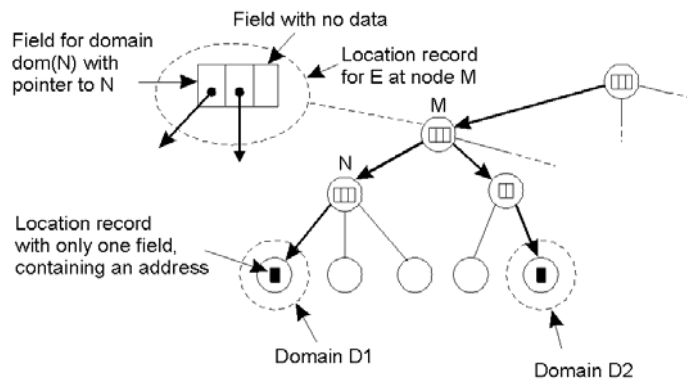 Field with no data
Field for domain
dom(N) with
pointer to N
Location record
for E at node M
M
N
Location record
with only one field,
containing an address
Domain D1
Domain D2